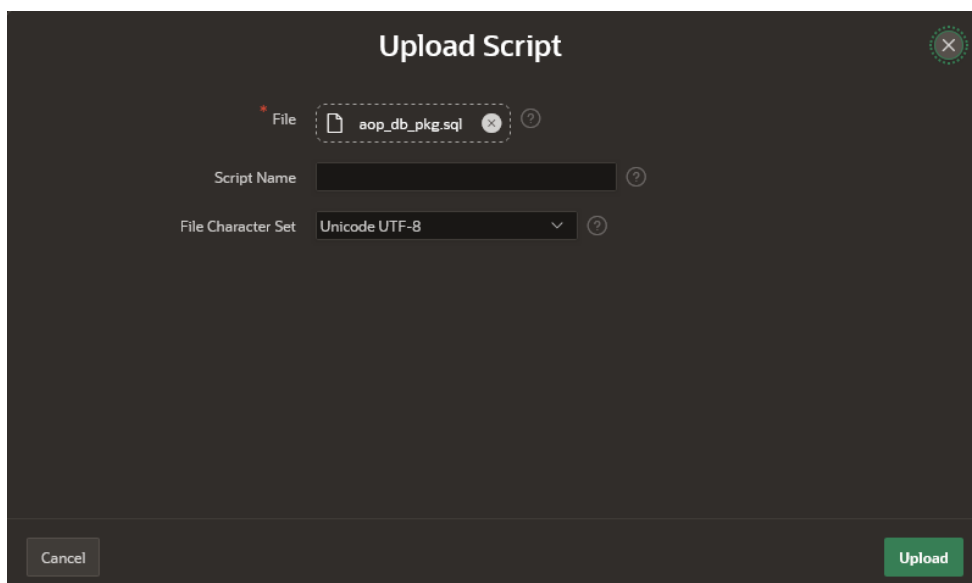 Upload Script
* File aop_db_pkg.sql ?
Script Name ?
File Character Set Unicode UTF-8 ?
Cancel Upload